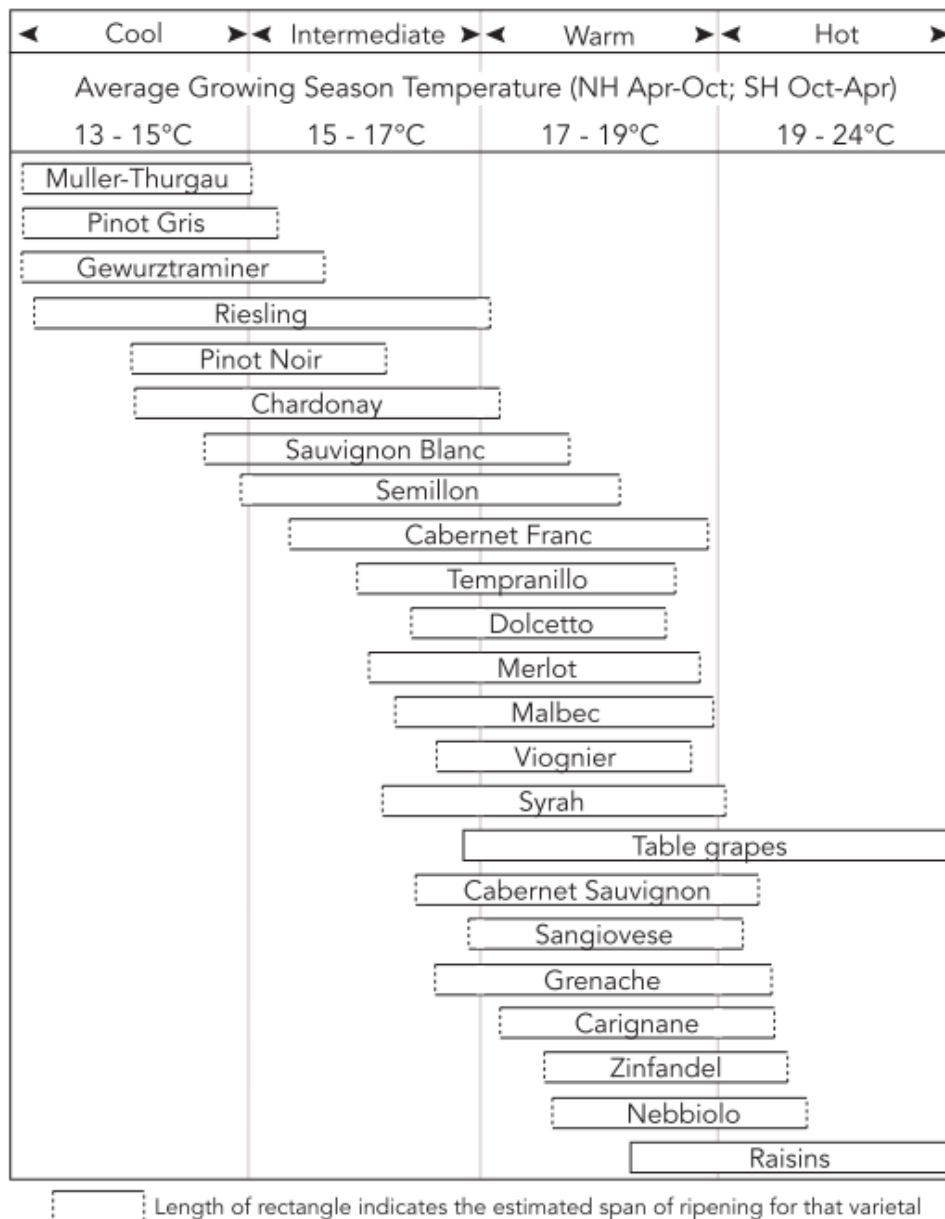 Cool Intermediate Warm Hot
Average Growing Season Temperature (NH Apr-Oct; SH Oct-Apr)
13 - 15°C 15 - 17°C 17 - 19°C 19 - 24°C
Muller-Thurgau
Pinot Gris
Gewurztraminer
Riesling
Pinot Noir
Chardonay
Sauvignon Blanc
Semillon
Cabernet Franc
Tempranillo
Dolcetto
Merlot
Malbec
Viognier
Syrah
Table grapes
Cabernet Sauvignon
Sangiovese
Grenache
Carignane
Zinfandel
Nebbiolo
Raisins
Length of rectangle indicates the estimated span of ripening for that varietal